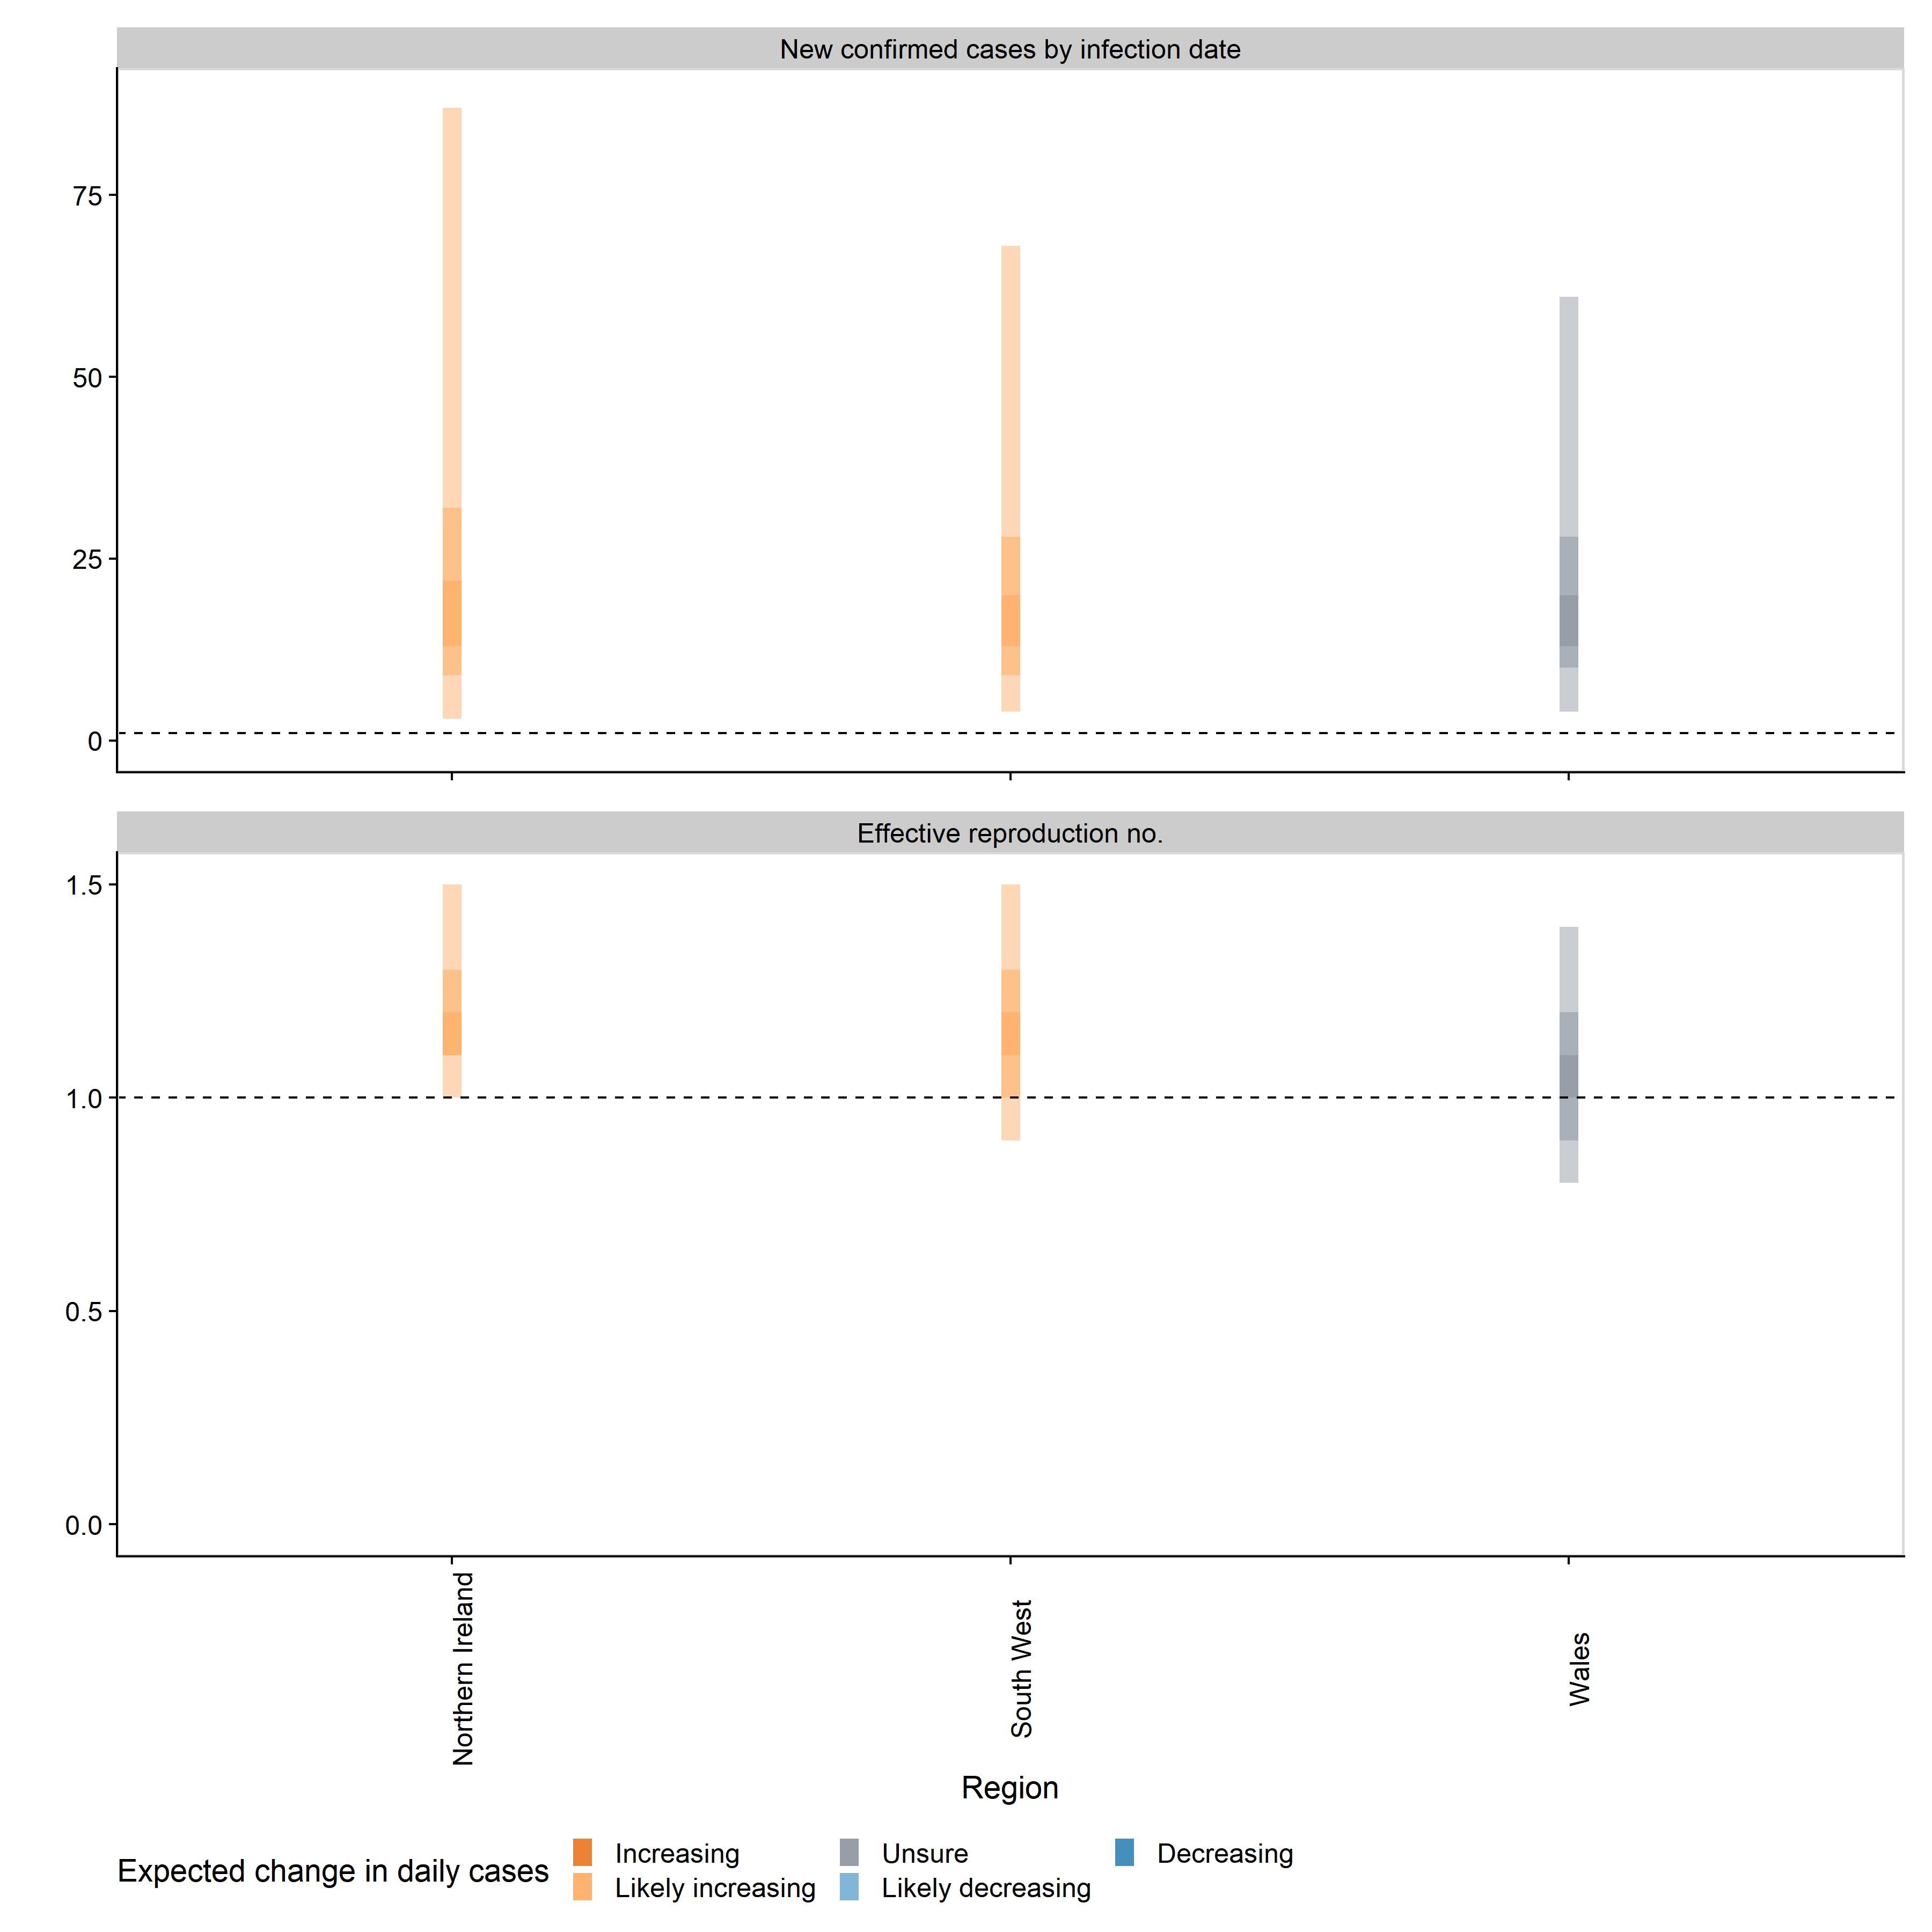 New confirmed cases by infection date
75
50
25
0
Effective reproduction no.
1.5
1.0
0.5
0.0
Northern Ireland
South West
Wales
Region
Expected change in daily cases
Increasing
Unsure
Decreasing
Likely increasing
Likely decreasing